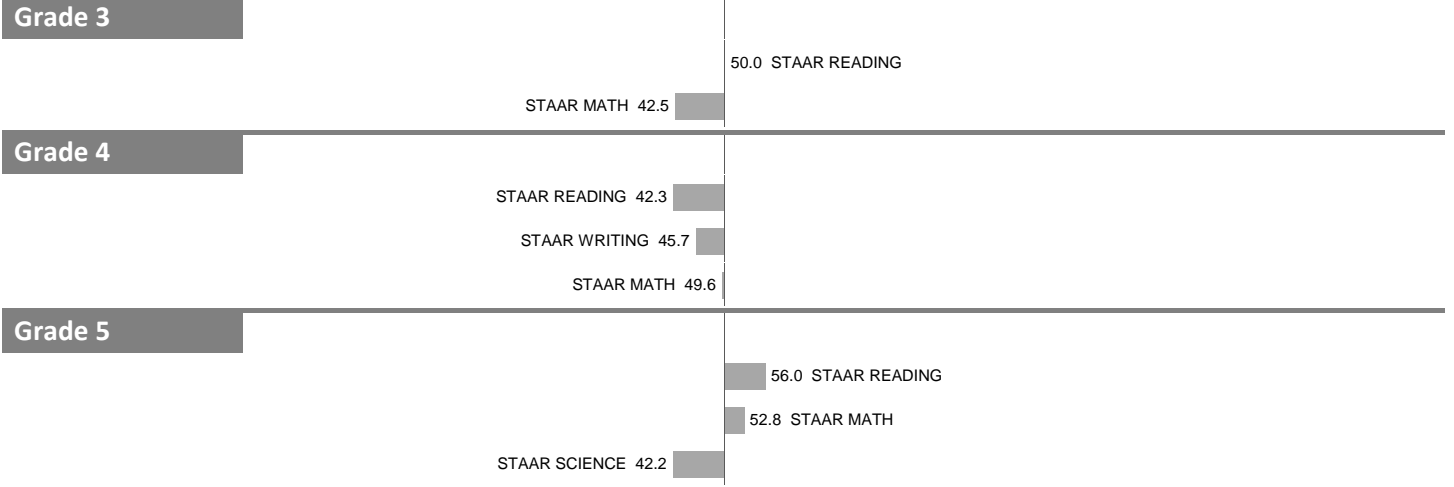 Grade 3
50.0 STAAR READING
STAAR MATH 42.5
Grade 4
STAAR READING 42.3
STAAR WRITING 45.7
STAAR MATH 49.6
Grade 5
56.0 STAAR READING
52.8 STAAR MATH
STAAR SCIENCE 42.2